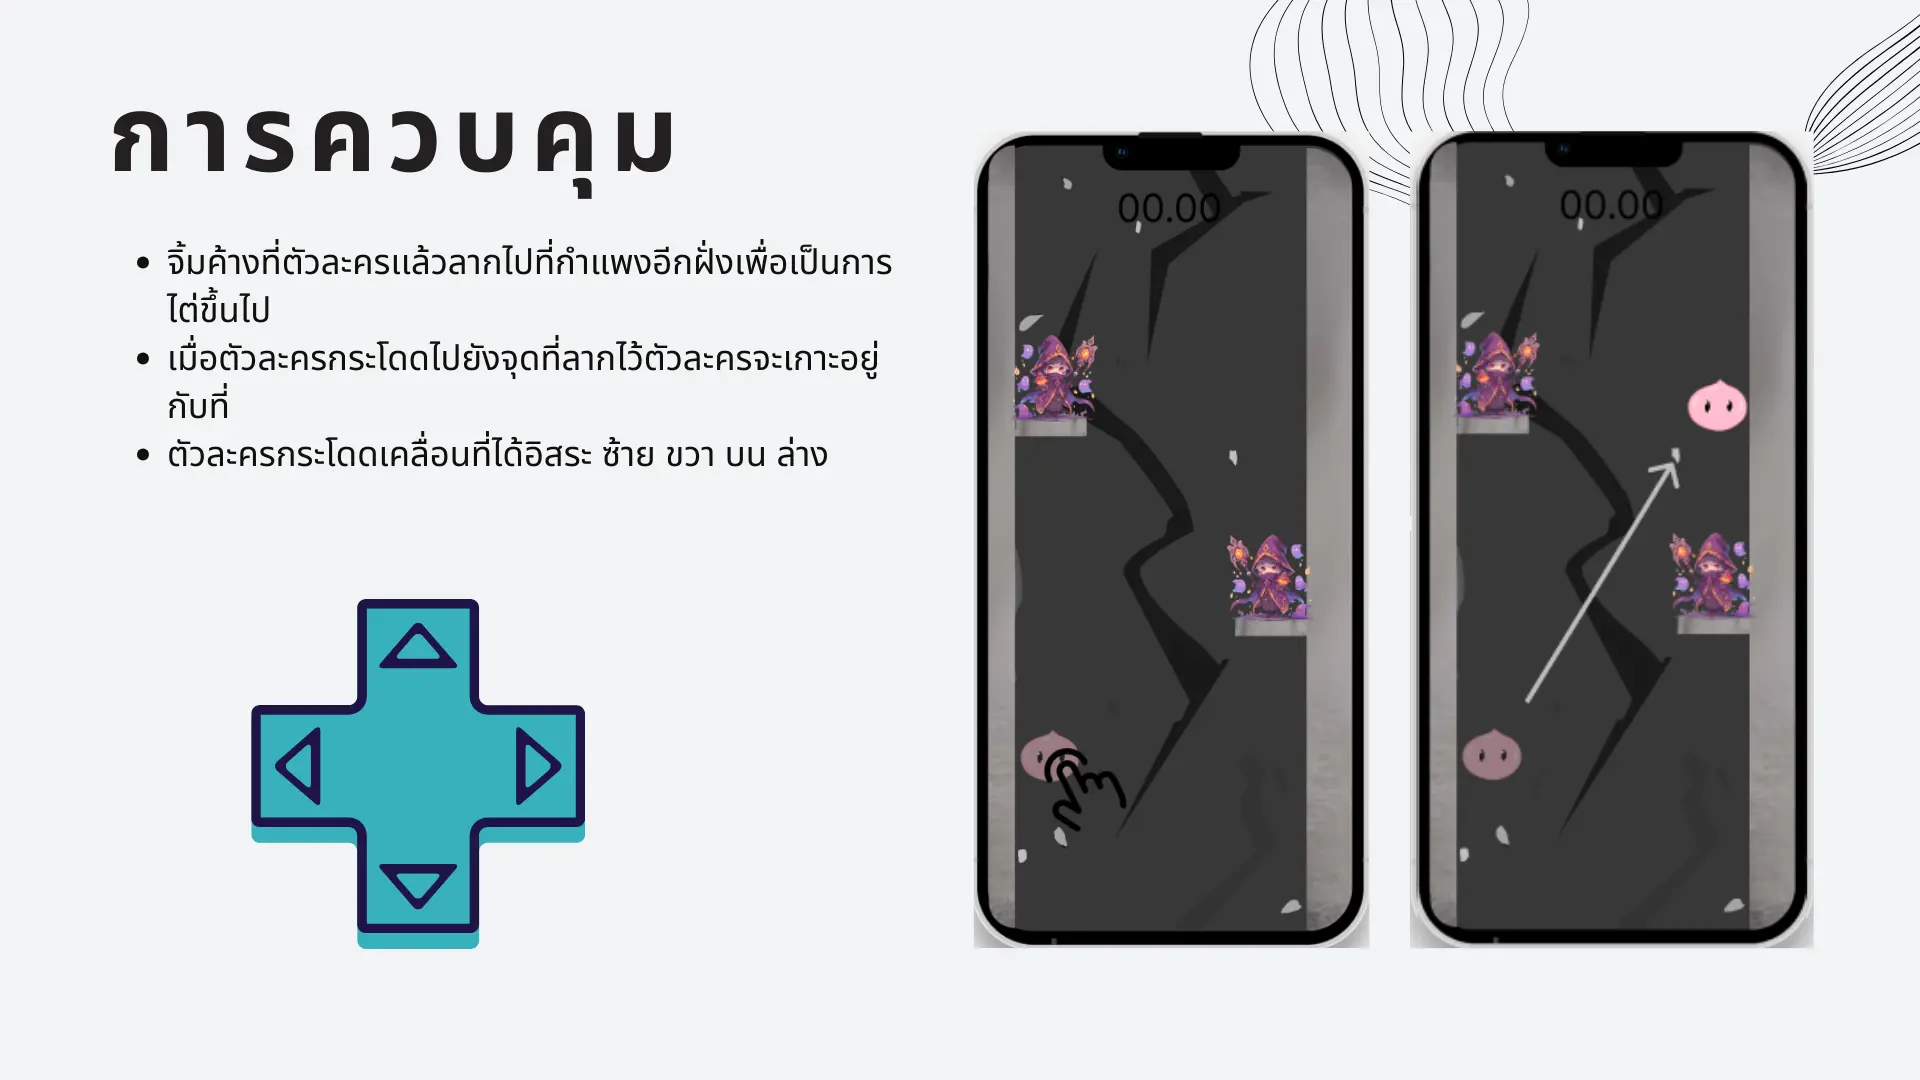 การควบคุม
จิ้มค้างที่ตัวละครแล้วลากไปที่กำแพงอีกฝั่งเพื่อเป็นการ
ไต่ขึ้นไป
เมื่อตัวละครกระโดดไปยังจุดที่ลากไว้ตัวละครจะเกาะอยู่
กับที่
ตัวละครกระโดดเคลื่อนที่ได้อิสระ ซ้าย ขวา บน ล่าง
00.00
00.00